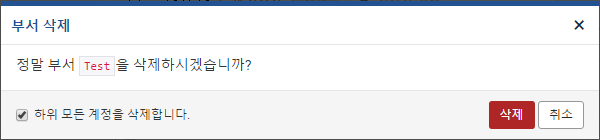 부서 삭제
정말 부서 Test 을 삭제하시겠습니까?
하위 모든 계정을 삭제합니다.
삭제 취소